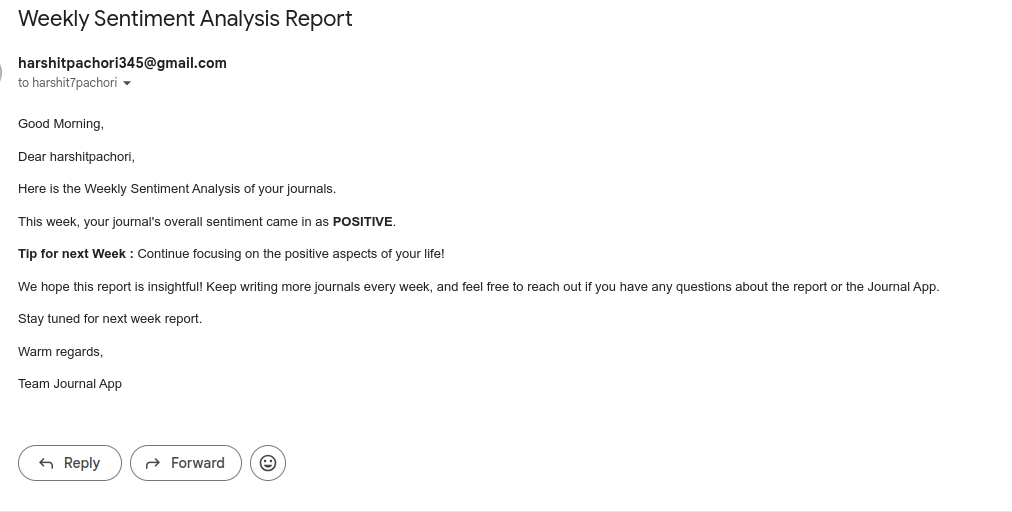 Weekly Sentiment Analysis Report
harshitpachori345@gmail.com
to harshit7pachori
Good Morning,
Dear harshitpachori,
Here is the Weekly Sentiment Analysis of your journals.
This week, your journal's overall sentiment came in as POSITIVE.
Tip for next Week : Continue focusing on the positive aspects of your life!
We hope this report is insightful! Keep writing more journals every week, and feel free to reach out if you have any questions about the report or the Journal App.
Stay tuned for next week report.
Warm regards,
Team Journal App
Reply Forward